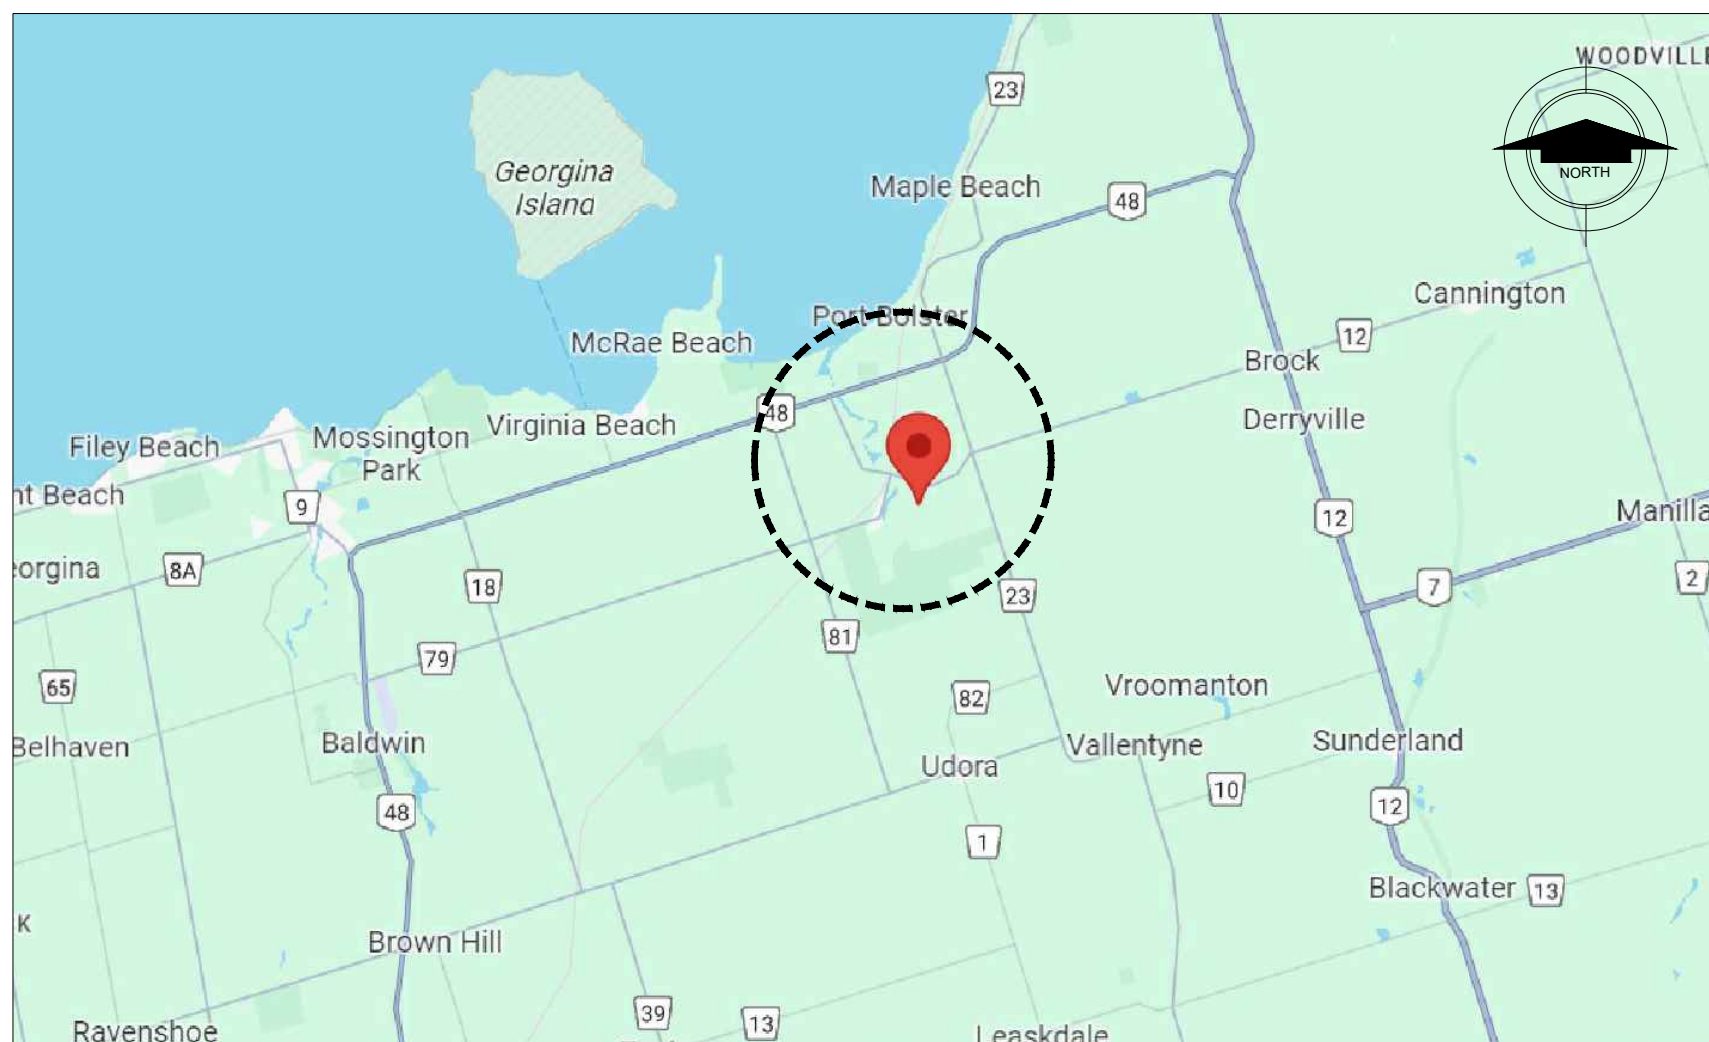 WOODVILLE
23
Georgina
Island
NORTH
Maple Beach
48
Cannington
Port Bolster
12
McRae Beach
Brock
48
Derryville
Virginia Beach
Mossington
Park
Filey Beach
nt Beach
9
12
Manilla
eorgina
8A
18
7
2
23
81
79
65
82
Vroomanton
Belhaven
Baldwin
Udora
Vallentyne
Sunderland
48
10
12
1
Blackwater
13
K
Brown Hill
39
13
Ravenshoe
Leaskdale